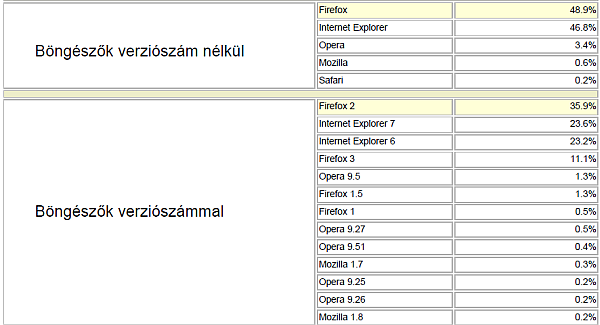 Böngészők verziószám nélkül
Firefox 48.9%
Internet Explorer 46.8%
Opera 3.4%
Mozilla 0.6%
Safari 0.2%
Böngészők verziószámmal
Firefox 2 35.9%
Internet Explorer 7 23.6%
Internet Explorer 6 23.2%
Firefox 3 11.1%
Opera 9.5 1.3%
Firefox 1.5 1.3%
Firefox 1 0.5%
Opera 9.27 0.5%
Opera 9.51 0.4%
Mozilla 1.7 0.3%
Opera 9.25 0.2%
Opera 9.26 0.2%
Mozilla 1.8 0.2%